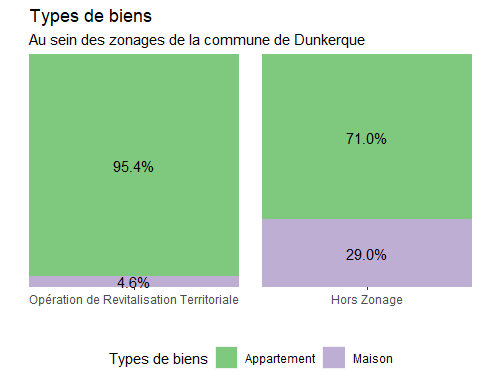 Types de biens
Au sein des zonages de la commune de Dunkerque
95.4%
71.0%
4.6%
29.0%
Opération de Revitalisation Territoriale
Hors Zonage
Types de biens
Appartement
Maison